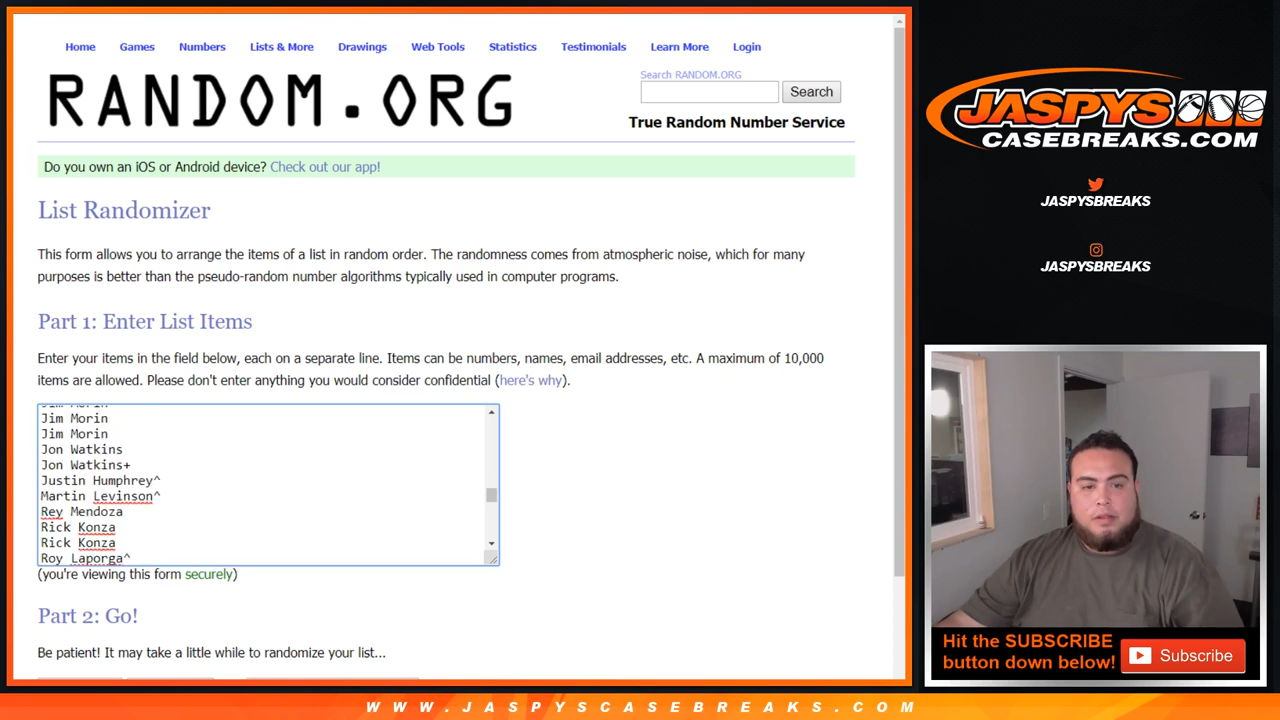 Home Games Numbers Lists & More Drawings Web Tools Statistics Testimonials Learn More Login
RANDOM.ORG
Search RANDOM.ORG
Search
True Random Number Service
Do you own an iOS or Android device? Check out our app!
List Randomizer
This form allows you to arrange the items of a list in random order. The randomness comes from atmospheric noise, which for many
purposes is better than the pseudo-random number algorithms typically used in computer programs.
Part 1: Enter List Items
Enter your items in the field below, each on a separate line. Items can be numbers, names, email addresses, etc. A maximum of 10,000
items are allowed. Please don't enter anything you would consider confidential (here's why).
Jim Morin
Jim Morin
Jon Watkins
Jon Watkins+
Justin Humphrey^
Martin Levinson^
Rey Mendoza
Rick Konza
Rick Konza
Roy Laporga^
(you're viewing this form securely)
Part 2: Go!
Be patient! It may take a little while to randomize your list...
JASPYS
CASEBREAKS.COM
JASPYSBREAKS
JASPYSBREAKS
Hit the SUBSCRIBE
button down below!
Subscribe
WWW.JASPYSCASEBREAKS.COM